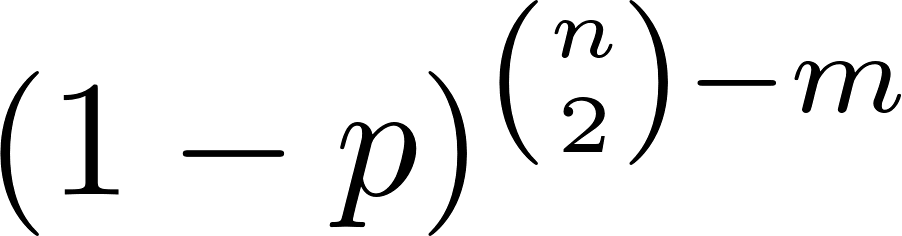 (1 − p)^{\binom{n}{2} − m}